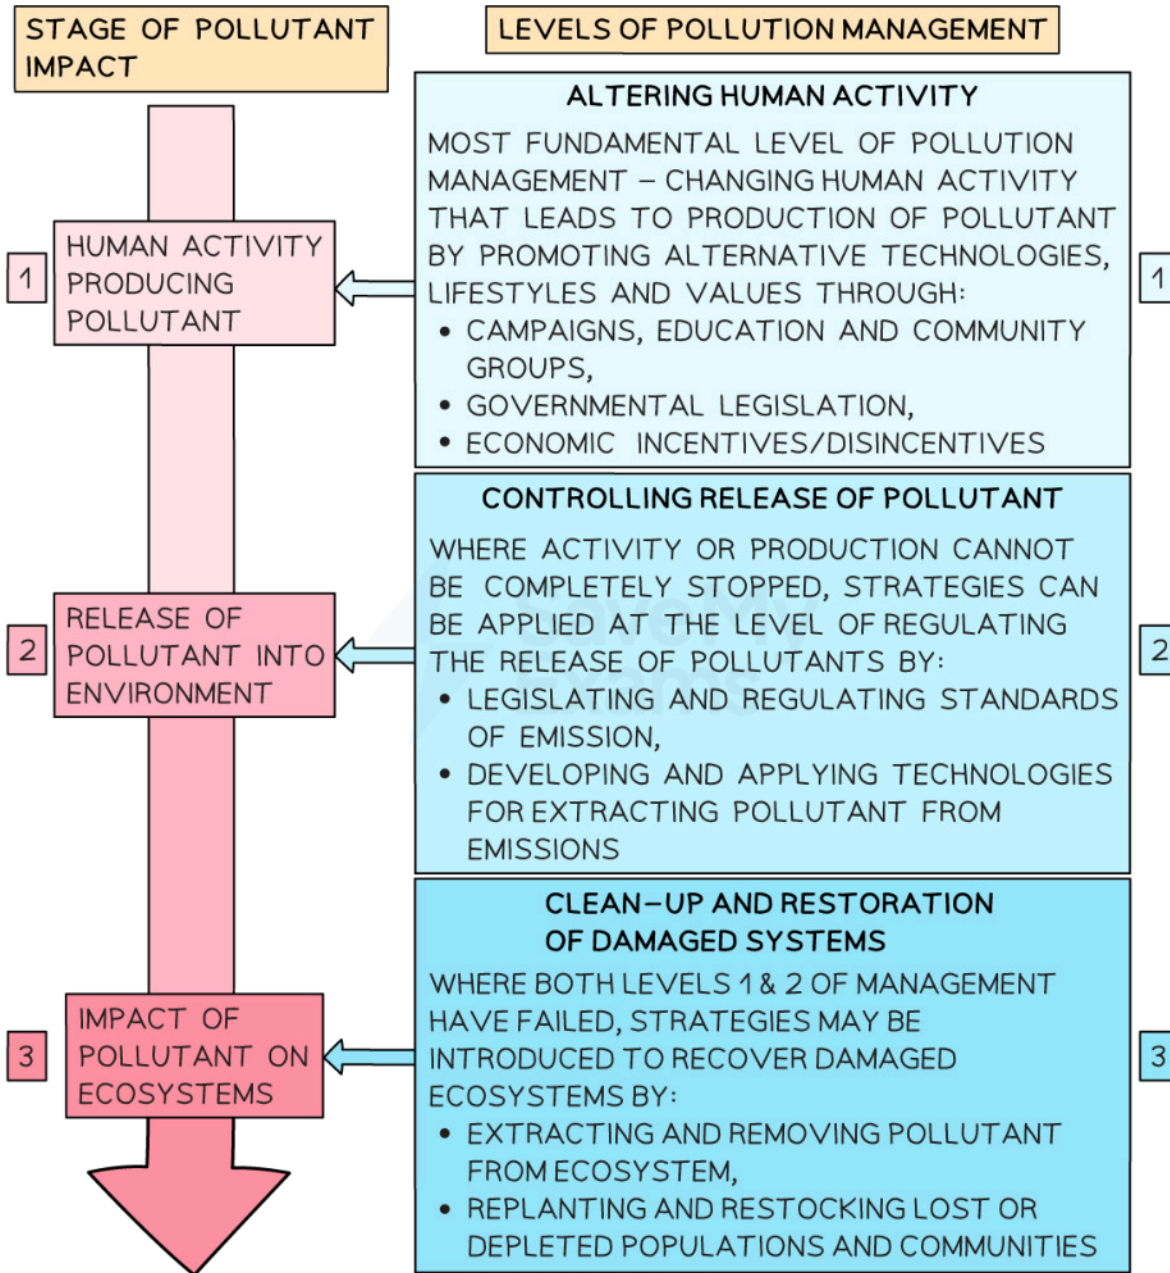 STAGE OF POLLUTANT
IMPACT
LEVELS OF POLLUTION MANAGEMENT
1
HUMAN ACTIVITY
PRODUCING
POLLUTANT
ALTERING HUMAN ACTIVITY
MOST FUNDAMENTAL LEVEL OF POLLUTION
MANAGEMENT – CHANGING HUMAN ACTIVITY
THAT LEADS TO PRODUCTION OF POLLUTANT
BY PROMOTING ALTERNATIVE TECHNOLOGIES,
LIFESTYLES AND VALUES THROUGH:
• CAMPAIGNS, EDUCATION AND COMMUNITY
GROUPS,
• GOVERNMENTAL LEGISLATION,
• ECONOMIC INCENTIVES/DISINCENTIVES
1
2
RELEASE OF
POLLUTANT INTO
ENVIRONMENT
CONTROLLING RELEASE OF POLLUTANT
WHERE ACTIVITY OR PRODUCTION CANNOT
BE COMPLETELY STOPPED, STRATEGIES CAN
BE APPLIED AT THE LEVEL OF REGULATING
THE RELEASE OF POLLUTANTS BY:
• LEGISLATING AND REGULATING STANDARDS
OF EMISSION,
• DEVELOPING AND APPLYING TECHNOLOGIES
FOR EXTRACTING POLLUTANT FROM
EMISSIONS
2
SaveMy
Exams
3
IMPACT OF
POLLUTANT ON
ECOSYSTEMS
CLEAN–UP AND RESTORATION
OF DAMAGED SYSTEMS
WHERE BOTH LEVELS 1 & 2 OF MANAGEMENT
HAVE FAILED, STRATEGIES MAY BE
INTRODUCED TO RECOVER DAMAGED
ECOSYSTEMS BY:
• EXTRACTING AND REMOVING POLLUTANT
FROM ECOSYSTEM,
• REPLANTING AND RESTOCKING LOST OR
DEPLETED POPULATIONS AND COMMUNITIES
3